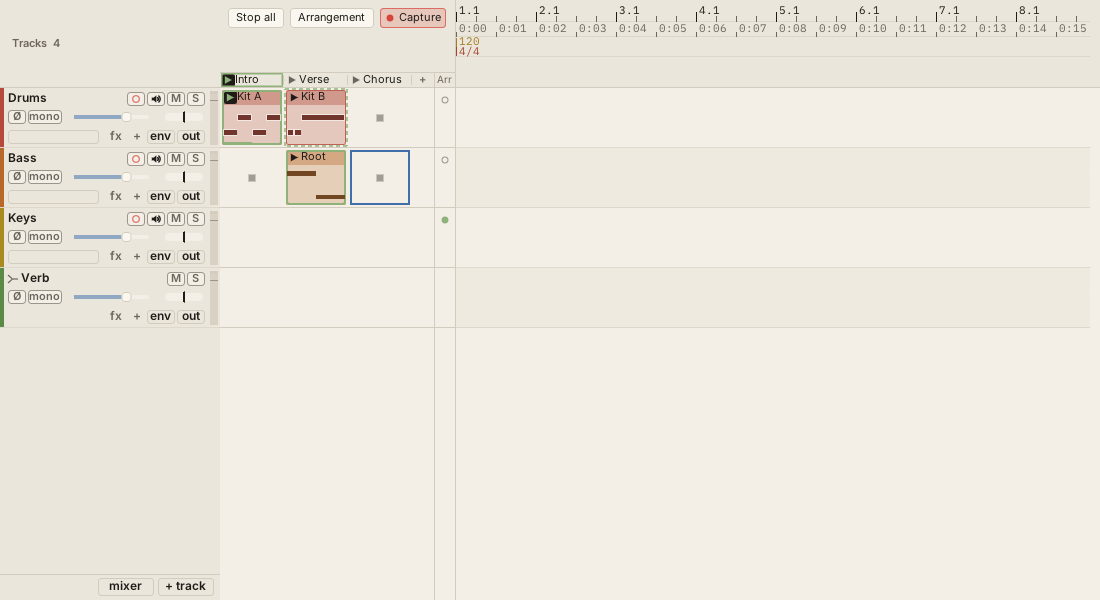 Stop all Arrangement Capture
1.1 2.1 3.1 4.1 5.1 6.1 7.1 8.1
0:00 0:01 0:02 0:03 0:04 0:05 0:06 0:07 0:08 0:09 0:10 0:11 0:12 0:13 0:14 0:15
Tracks 4
120
4/4
Intro Verse Chorus + Arr
Drums M S
Kit A Kit B
Ø mono
fx + env out
Bass M S
Root
Ø mono
fx + env out
Keys M S
Ø mono
fx + env out
Verb M S
Ø mono
fx + env out
mixer + track